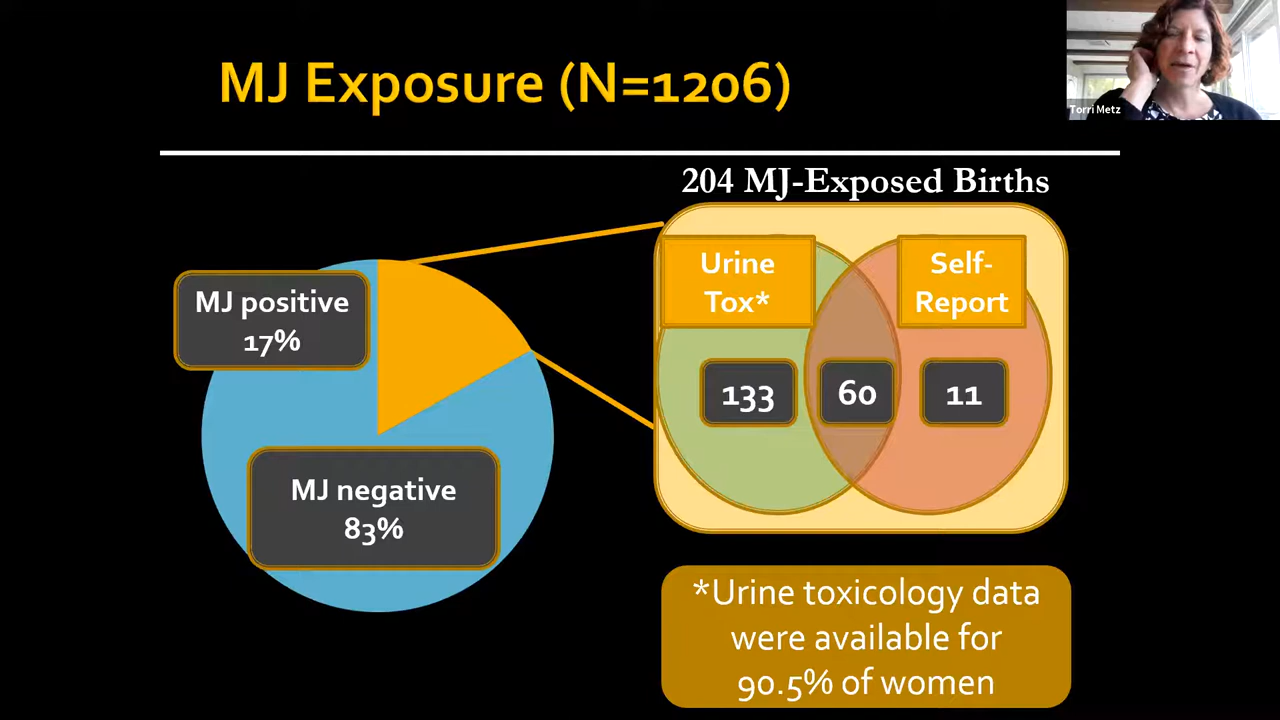 MJ Exposure (N=1206)
Torri Metz
204 MJ-Exposed Births
MJ positive
17%
MJ negative
83%
Urine
Tox*
Self-
Report
133
60
11
*Urine toxicology data
were available for
90.5% of women